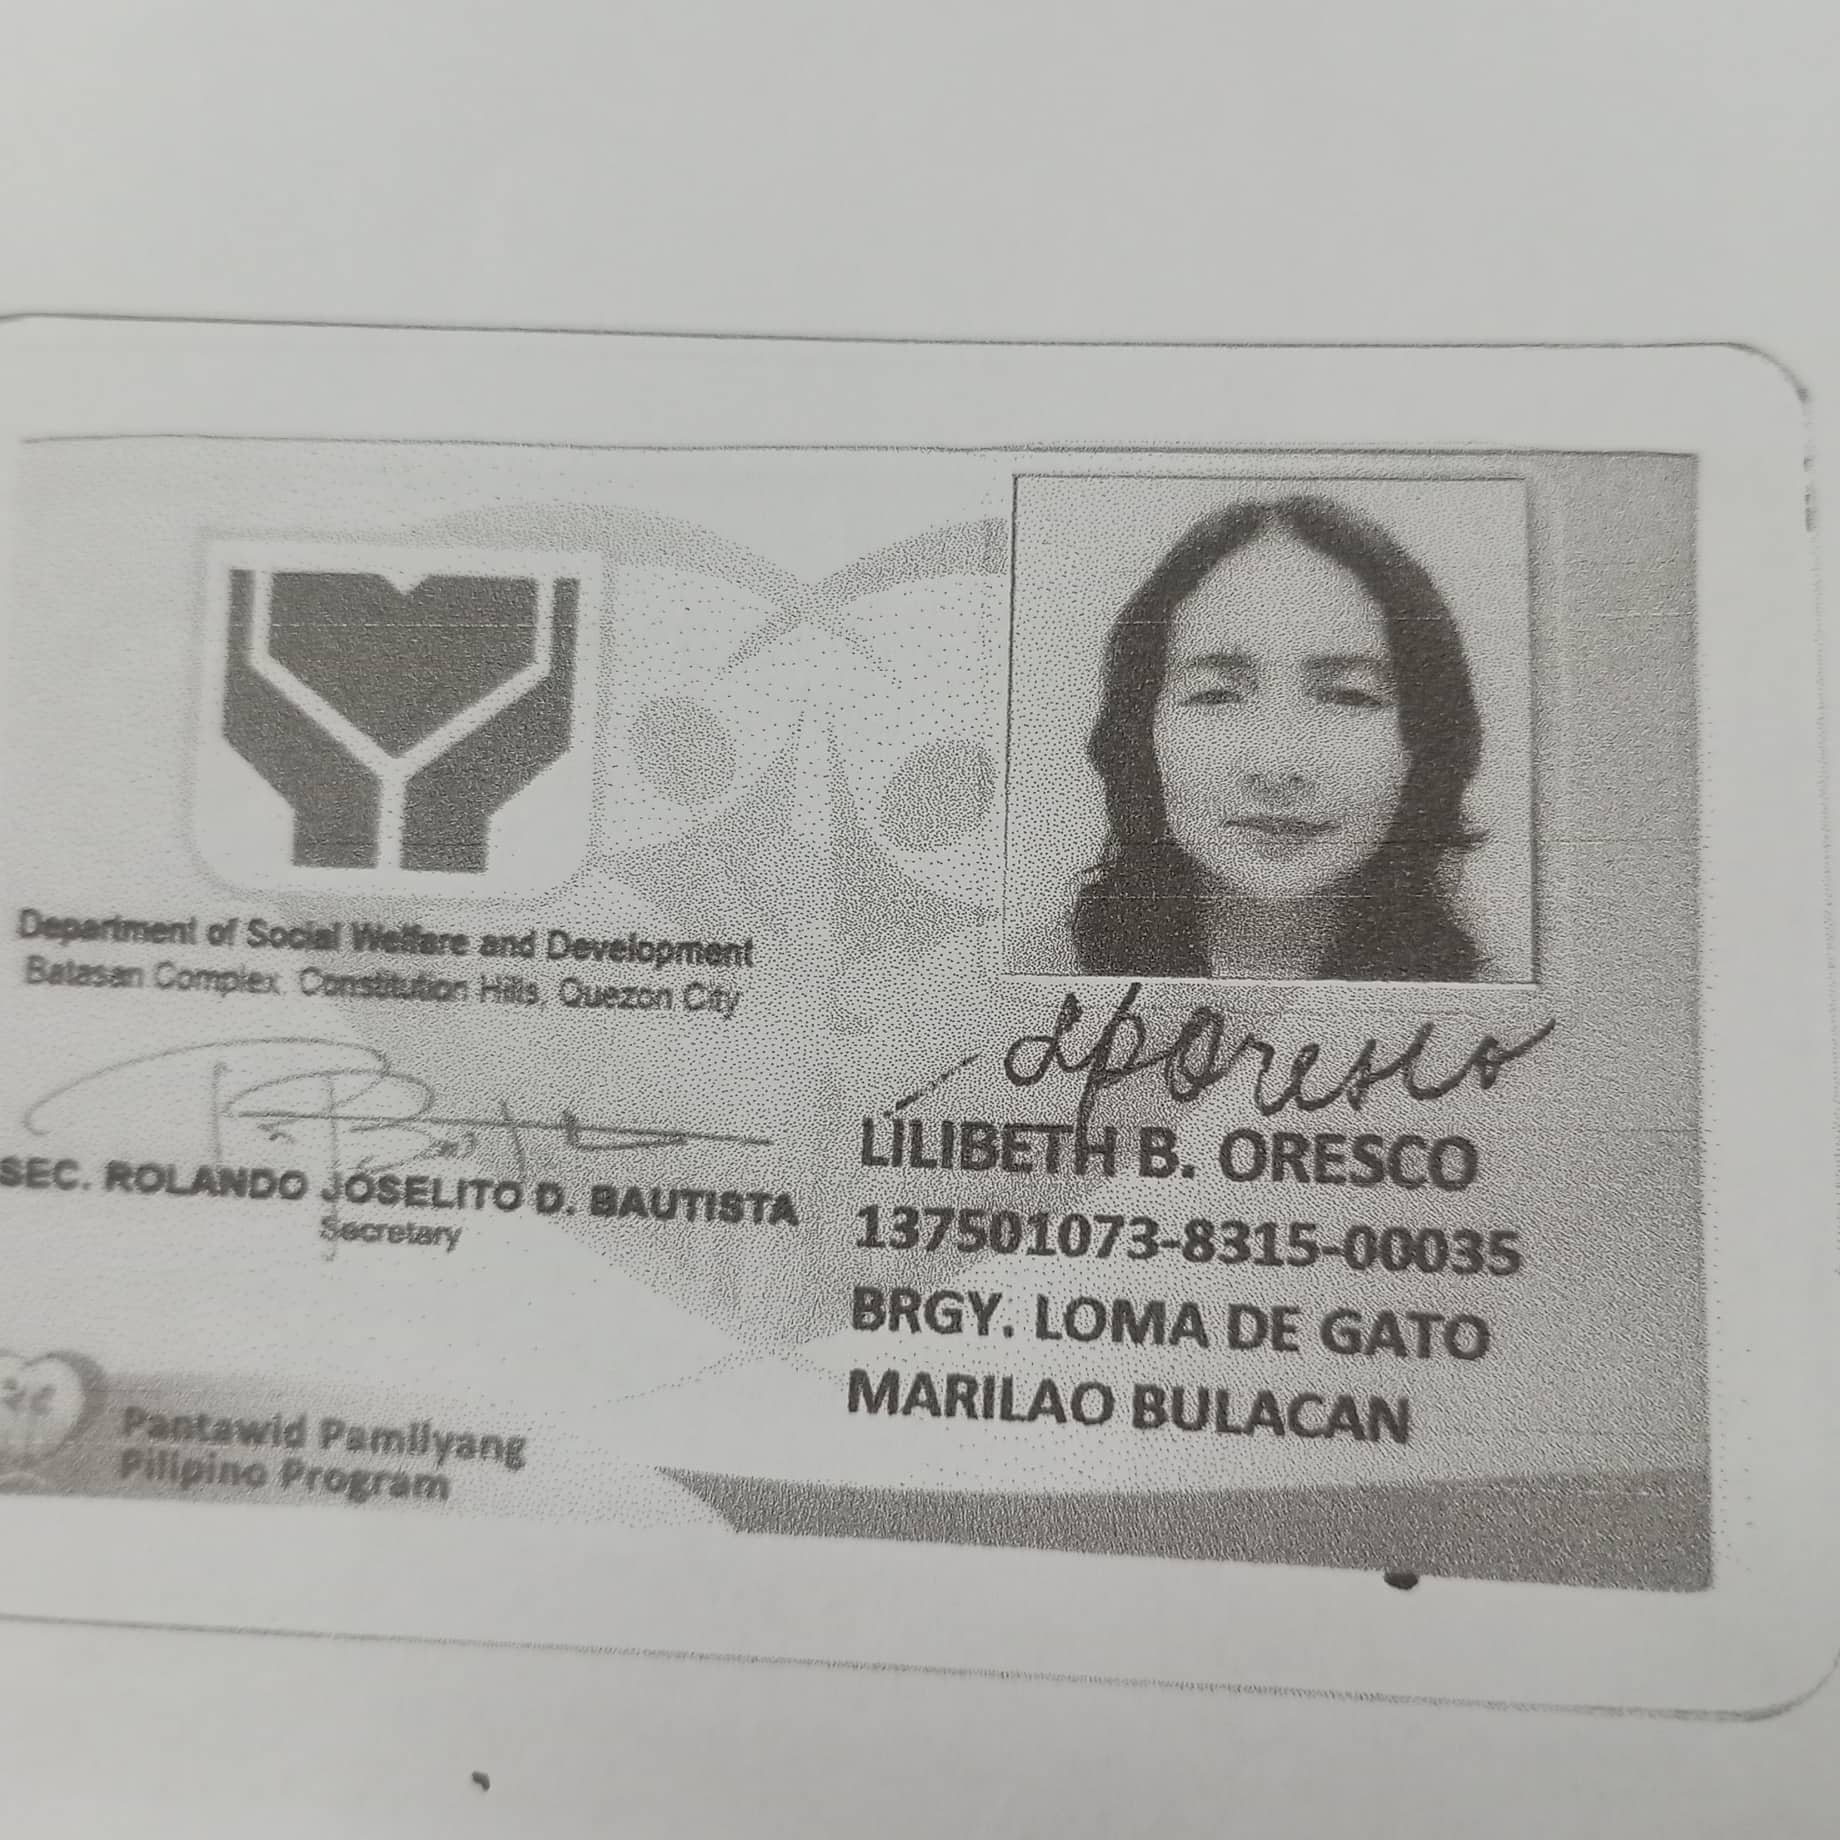 Department of Social Welfare and Development
Batasan Complex, Constitution Hills, Quezon City
SEC. ROLANDO JOSELITO D. BAUTISTA
Secretary
Pantawid Pamilyang
Pilipino Program
LPOresco
LILIBETH B. ORESCO
137501073-8315-00035
BRGY. LOMA DE GATO
MARILAO BULACAN